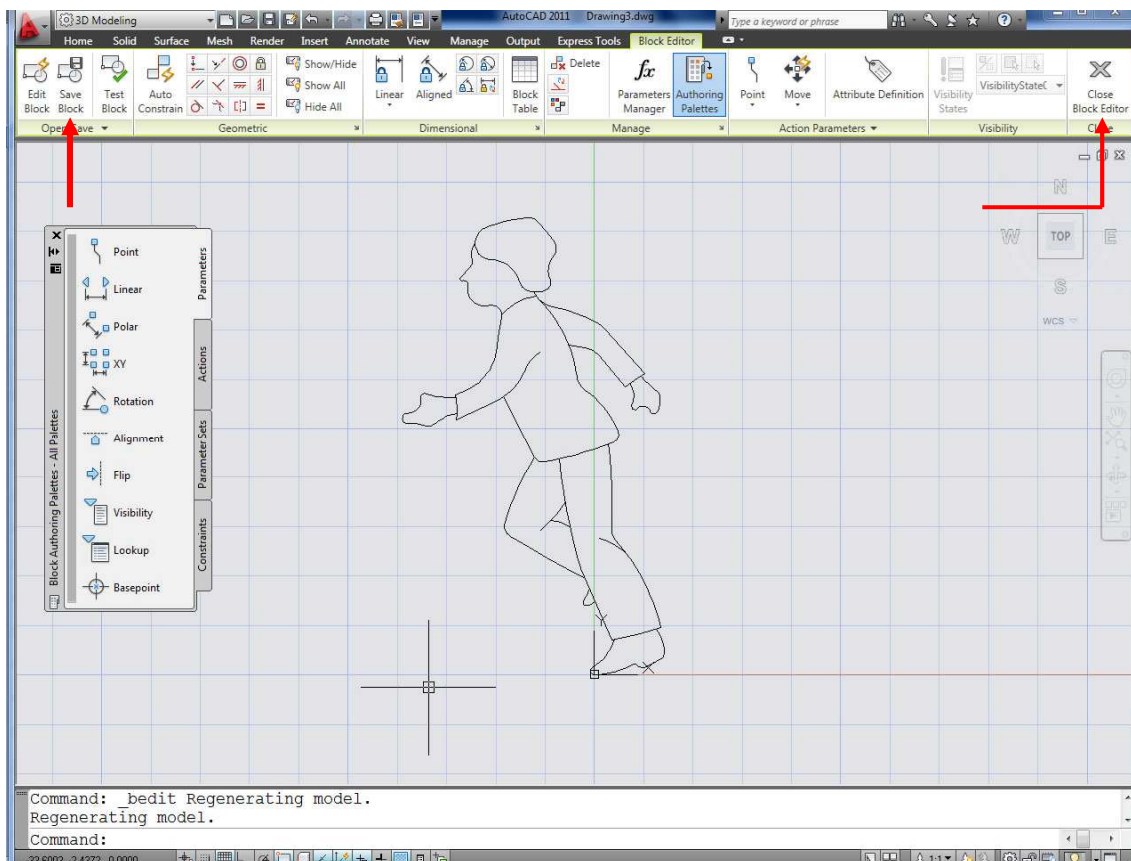 3D Modeling
AutoCAD 2011 Drawing3.dwg
Type a keyword or phrase
Home Solid Surface Mesh Render Insert Annotate View Manage Output Express Tools Block Editor
Edit Block
Save Block
Test Block
Auto Constrain
Show/Hide
Show All
Hide All
Linear
Aligned
Block Table
Delete
fx
Parameters Manager
Authoring Palettes
Point
Move
Attribute Definition
Visibility States
VisibilityState(
Close Block Editor
Geometric
Dimensional
Manage
Action Parameters
Visibility
N
W
TOP
E
S
WCS
Point
Linear
Polar
XY
Rotation
Alignment
Flip
Visibility
Lookup
Basepoint
Parameters
Actions
Parameter Sets
Constraints
Block Authoring Palettes - All Palettes
Y
X
Command: _bedit Regenerating model.
Regenerating model.
Command:
1:1